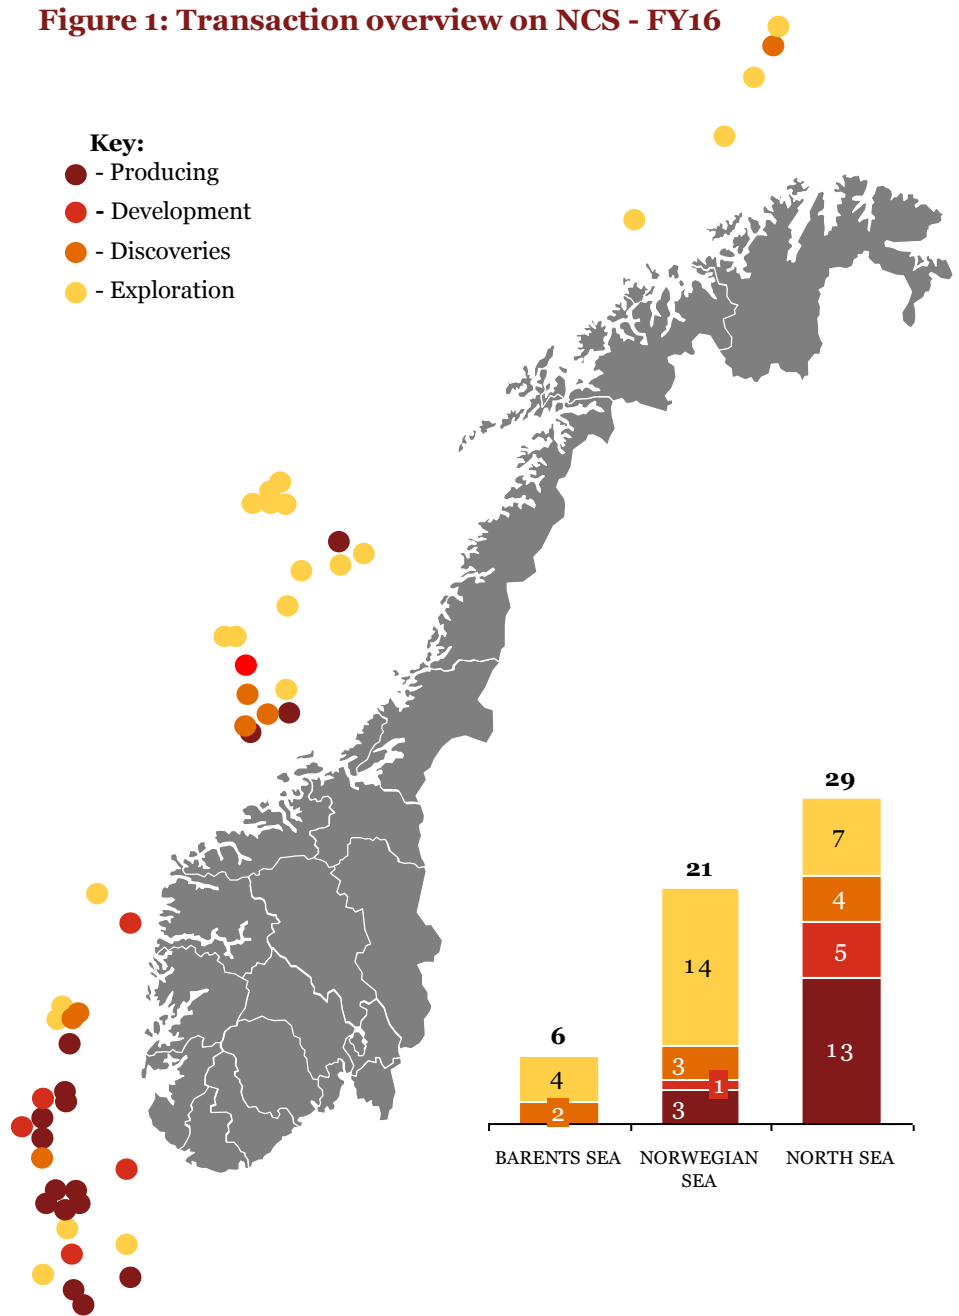 Figure 1: Transaction overview on NCS - FY16
Key:
- Producing
- Development
- Discoveries
- Exploration
29
7
4
5
13
21
14
3
1
3
6
4
2
BARENTS SEA
NORWEGIAN
SEA
NORTH SEA